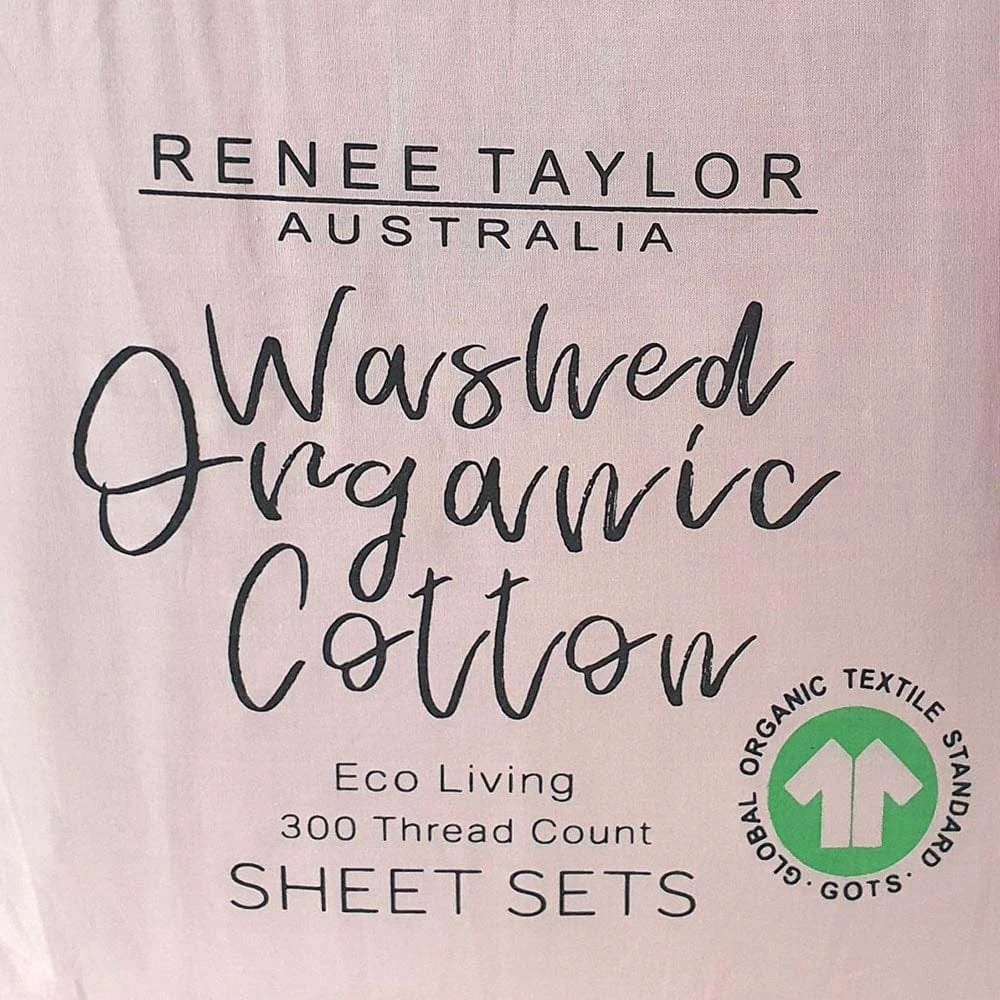 RENEE TAYLOR
AUSTRALIA
Washed
Organic
Cotton
Eco Living
300 Thread Count
SHEET SETS
GLOBAL ORGANIC TEXTILE STANDARD
· GOTS ·